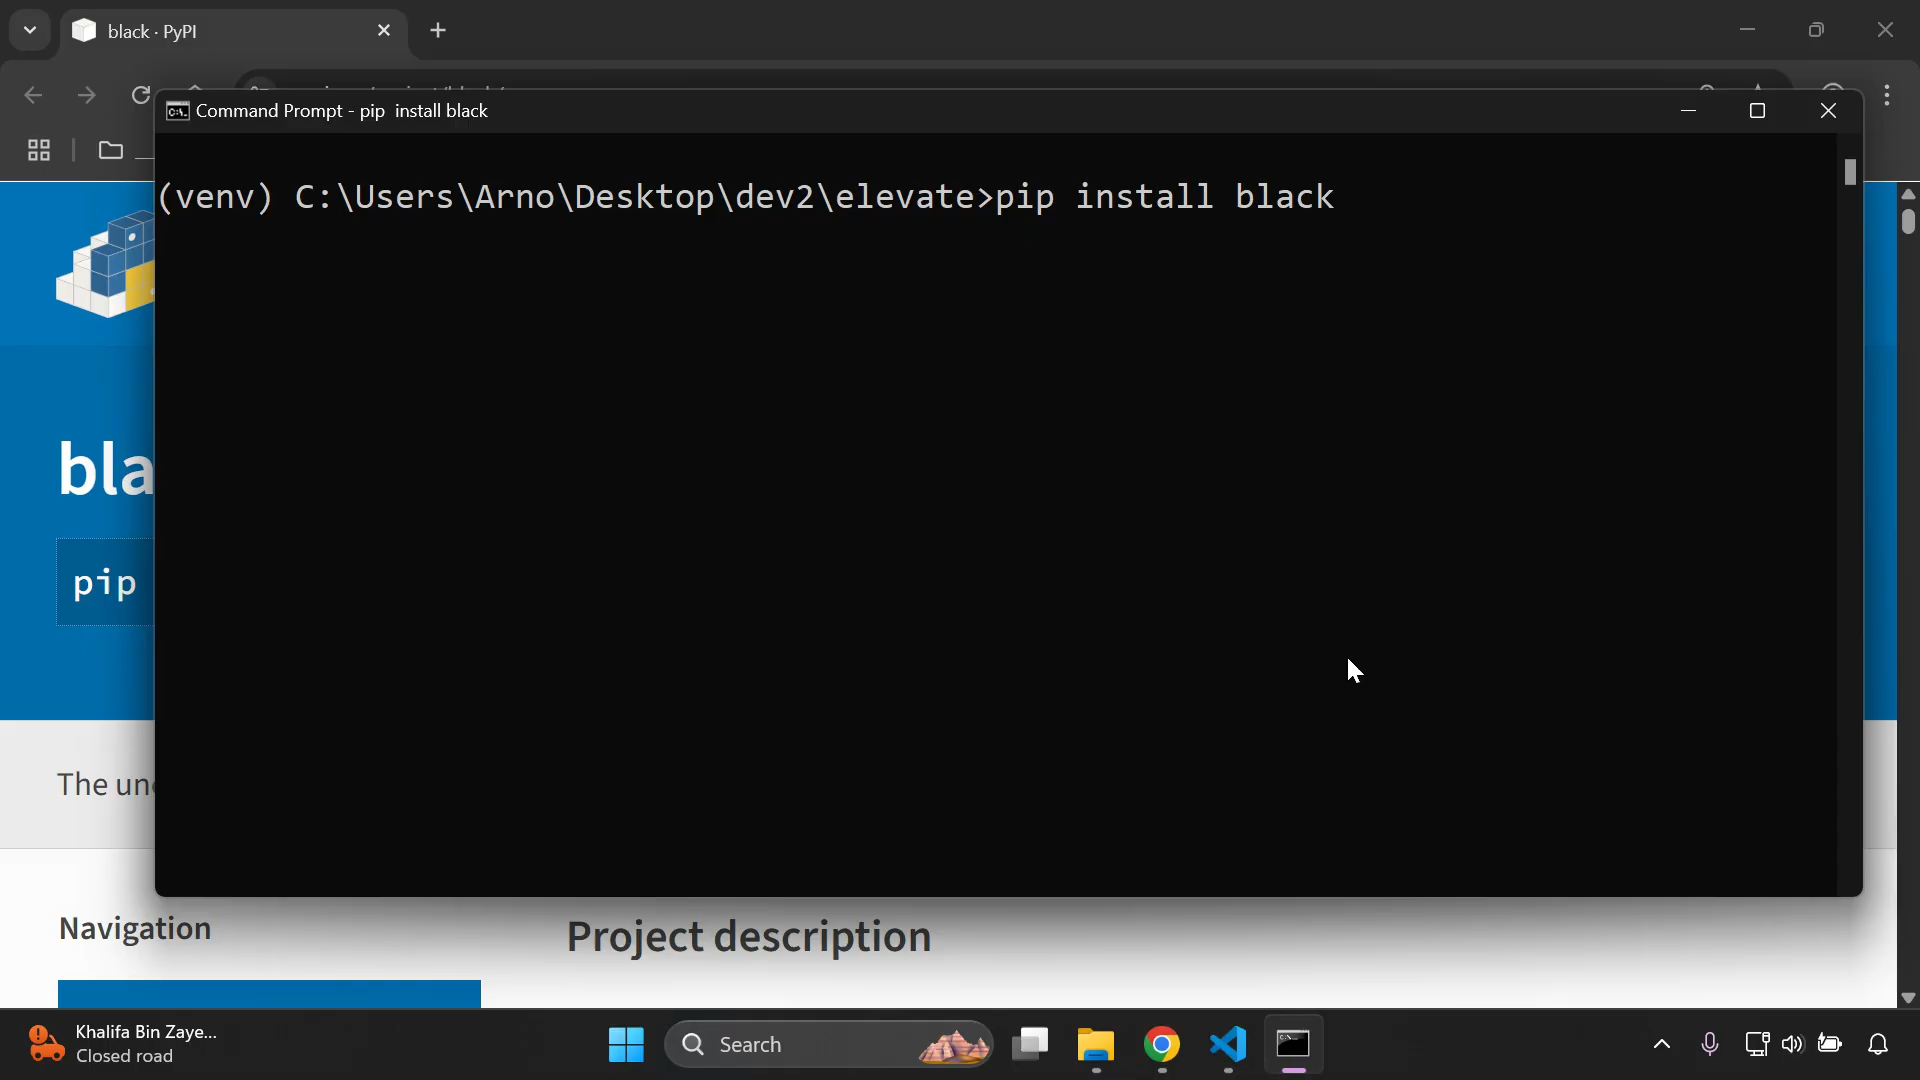 black · PyPI
Command Prompt - pip  install black
(venv) C:\Users\Arno\Desktop\dev2\elevate>pip install black
bla
pip
The
Navigation
Project description
Khalifa Bin Zaye...
Closed road
Search